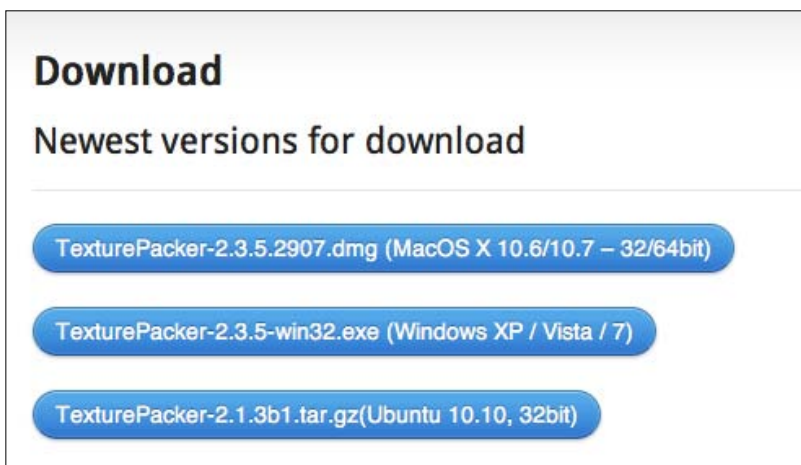 Download
Newest versions for download
TexturePacker-2.3.5.2907.dmg (MacOS X 10.6/10.7 – 32/64bit)
TexturePacker-2.3.5-win32.exe (Windows XP / Vista / 7)
TexturePacker-2.1.3b1.tar.gz(Ubuntu 10.10, 32bit)